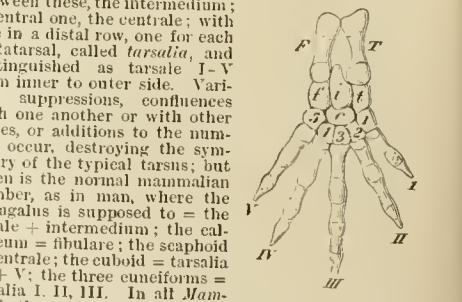 ween these, the intermedium;
entral one, the centrale; with
in a distal row, one for each
tatarsal, called tarsalia, and
tinguished as tarsale I-V
m inner to outer side. Vari-
suppressions, confluences
h one another or with other
es, or additions to the num-
occur, destroying the sym-
ry of the typical tarsus; but
en is the normal mammalian
ber, as in man, where the
agalus is supposed to = the
ale + intermedium; the cal-
eum = fibulare; the scaphoid
entrale; the cuboid = tarsalia
+ V; the three cuneiforms =
alia I. II, III. In all Mam-
F T
f i t
5 c 1
4 3 2
I
V
II
IV
III